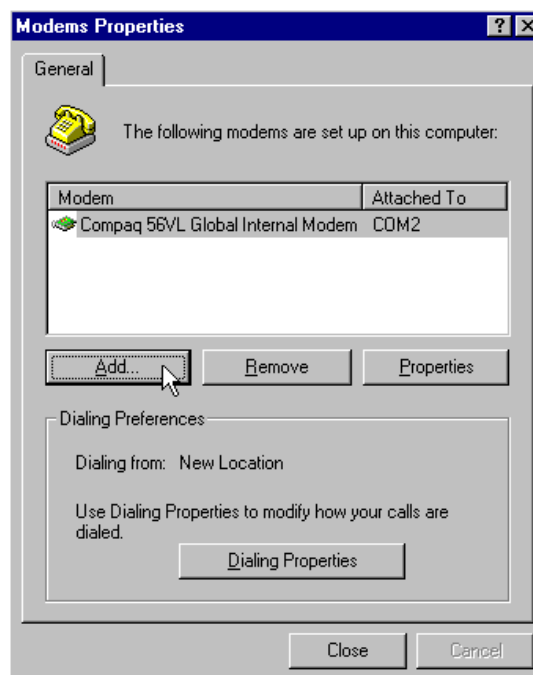 Modems Properties
General
The following modems are set up on this computer:
Modem Attached To
Compaq 56VL Global Internal Modem COM2
Add... Remove Properties
Dialing Preferences
Dialing from: New Location
Use Dialing Properties to modify how your calls are
dialed.
Dialing Properties
Close Cancel